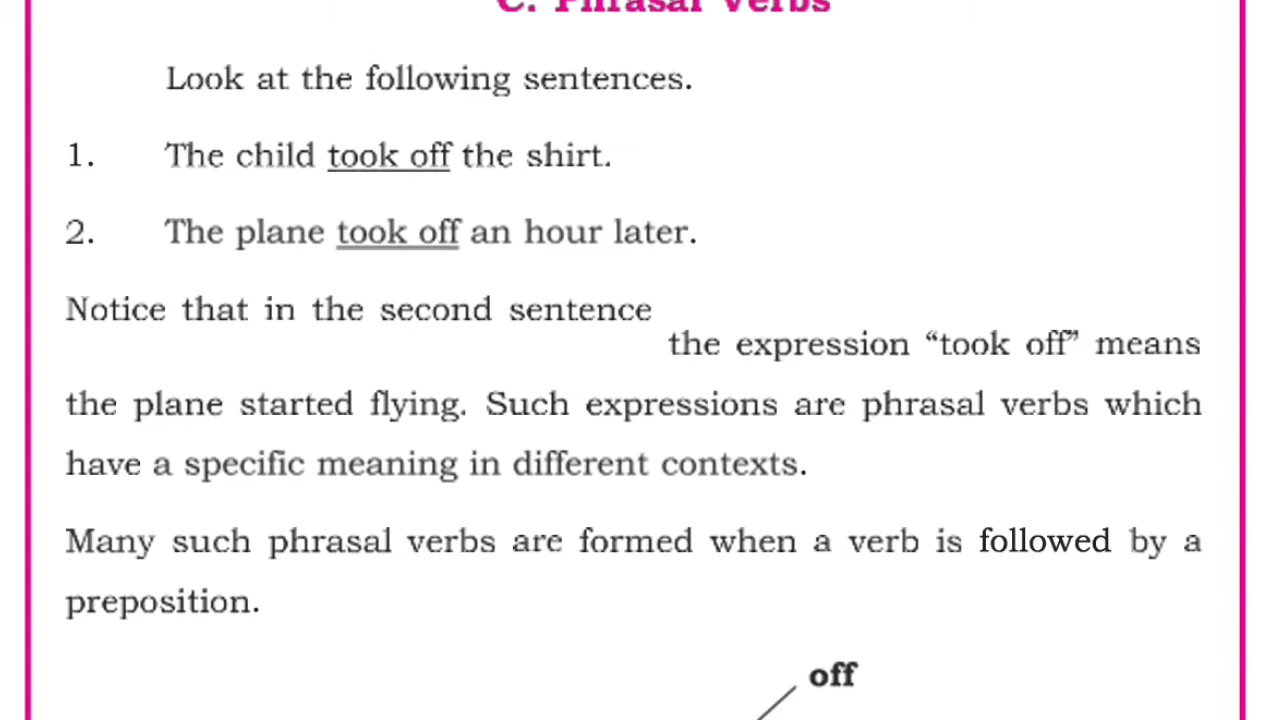 C. Phrasal Verbs
Look at the following sentences.
1. The child took off the shirt.
2. The plane took off an hour later.
Notice that in the second sentence
the expression “took off” means
the plane started flying. Such expressions are phrasal verbs which
have a specific meaning in different contexts.
Many such phrasal verbs are formed when a verb is followed by a
preposition.
off